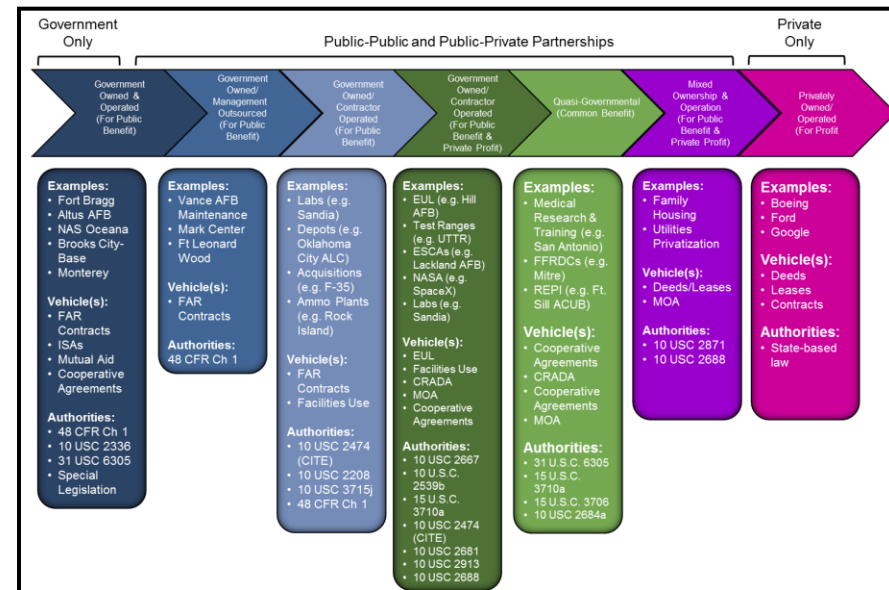 Government
Only
Public-Public and Public-Private Partnerships
Private
Only
Government
Owned &
Operated
(For Public
Benefit)
Government
Owned/
Management
Outsourced
(For Public
Benefit)
Government
Owned/
Contractor
Operated
(For Public
Benefit)
Government
Owned/
Contractor
Operated
(For Public
Benefit &
Private Profit)
Quasi-Governmental
(Common Benefit)
Mixed
Ownership &
Operation
(For Public
Benefit &
Private Profit)
Privately
Owned/
Operated
(For Profit
Examples:
• Fort Bragg
• Altus AFB
• NAS Oceana
• Brooks City-
Base
• Monterey
Vehicle(s):
• FAR
Contracts
• ISAs
• Mutual Aid
• Cooperative
Agreements
Authorities:
• 48 CFR Ch 1
• 10 USC 2336
• 31 USC 6305
• Special
Legislation
Examples:
• Vance AFB
Maintenance
• Mark Center
• Ft Leonard
Wood
Vehicle(s):
• FAR
Contracts
Authorities:
48 CFR Ch 1
Examples:
• Labs (e.g.
Sandia)
• Depots (e.g.
Oklahoma
City ALC)
• Acquisitions
(e.g. F-35)
• Ammo Plants
(e.g. Rock
Island)
Vehicle(s):
• FAR
Contracts
• Facilities Use
Authorities:
• 10 USC 2474
(CITE)
• 10 USC 2208
• 10 USC 3715j
• 48 CFR Ch 1
Examples:
• EUL (e.g. Hill
AFB)
• Test Ranges
(e.g. UTTR)
• ESCAs (e.g.
Lackland AFB)
• NASA (e.g.
SpaceX)
• Labs (e.g.
Sandia)
Vehicle(s):
• EUL
• Facilities Use
• CRADA
• MOA
• Cooperative
Agreements
Authorities:
• 10 USC 2667
• 10 U.S.C.
2539b
• 15 U.S.C.
3710a
• 10 USC 2474
(CITE)
• 10 USC 2681
• 10 USC 2913
• 10 USC 2688
Examples:
• Medical
Research &
Training (e.g.
San Antonio)
• FFRDCs (e.g.
Mitre)
• REPI (e.g. Ft.
Sill ACUB)
Vehicle(s):
• Cooperative
Agreements
• CRADA
• Cooperative
Agreements
• MOA
Authorities:
• 31 U.S.C. 6305
• 15 U.S.C.
3710a
• 15 U.S.C. 3706
• 10 USC 2684a
Examples:
• Family
Housing
• Utilities
Privatization
Vehicle(s):
• Deeds/Leases
• MOA
Authorities:
• 10 USC 2871
• 10 USC 2688
Examples:
• Boeing
• Ford
• Google
Vehicle(s):
• Deeds
• Leases
• Contracts
Authorities:
• State-based
law